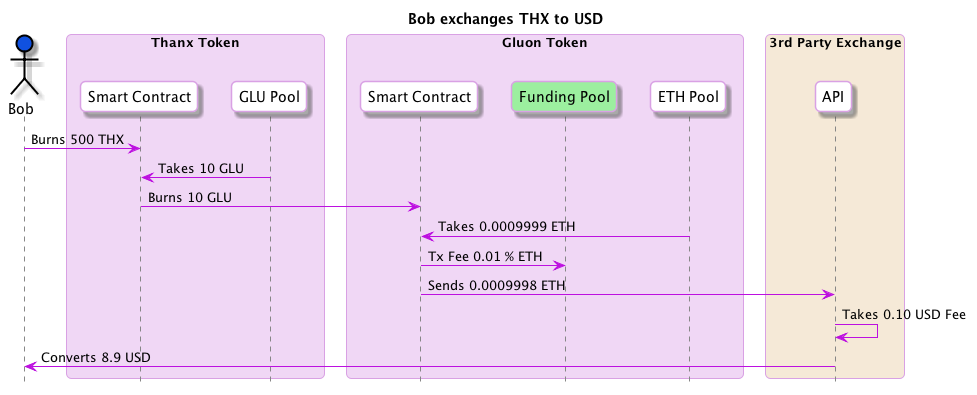 Bob exchanges THX to USD
Thanx Token
Gluon Token
3rd Party Exchange
Bob
Smart Contract
GLU Pool
Smart Contract
Funding Pool
ETH Pool
API
Burns 500 THX
Takes 10 GLU
Burns 10 GLU
Takes 0.0009999 ETH
Tx Fee 0.01 % ETH
Sends 0.0009998 ETH
Takes 0.10 USD Fee
Converts 8.9 USD